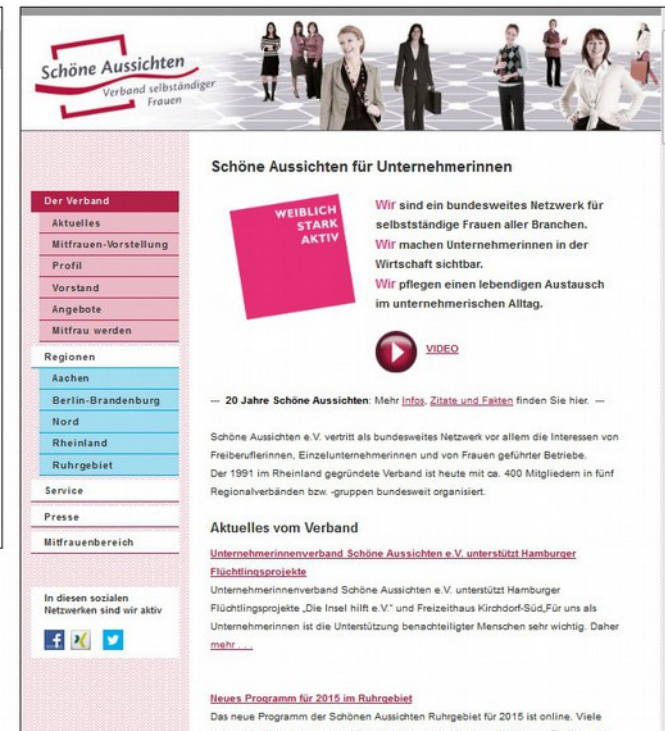 Schöne Aussichten
Verband selbständiger
Frauen
Der Verband
Aktuelles
Mitfrauen-Vorstellung
Profil
Vorstand
Angebote
Mitfrau werden
Regionen
Aachen
Berlin-Brandenburg
Nord
Rheinland
Ruhrgebiet
Service
Presse
Mitfrauenbereich
In diesen sozialen
Netzwerken sind wir aktiv
Schöne Aussichten für Unternehmerinnen
WEIBLICH
STARK
AKTIV
Wir sind ein bundesweites Netzwerk für
selbstständige Frauen aller Branchen.
Wir machen Unternehmerinnen in der
Wirtschaft sichtbar.
Wir pflegen einen lebendigen Austausch
im unternehmerischen Alltag.
VIDEO
--- 20 Jahre Schöne Aussichten: Mehr Infos, Zitate und Fakten finden Sie hier. ---
Schöne Aussichten e.V. vertritt als bundesweites Netzwerk vor allem die Interessen von
Freiberuflerinnen, Einzelunternehmerinnen und von Frauen geführter Betriebe.
Der 1991 im Rheinland gegründete Verband ist heute mit ca. 400 Mitgliedern in fünf
Regionalverbänden bzw. -gruppen bundesweit organisiert.
Aktuelles vom Verband
Unternehmerinnenverband Schöne Aussichten e.V. unterstützt Hamburger
Flüchtlingsprojekte
Unternehmerinnenverband Schöne Aussichten e.V. unterstützt Hamburger
Flüchtlingsprojekte „Die Insel hilft e.V.“ und Freizeithaus Kirchdorf-Süd„Für uns als
Unternehmerinnen ist die Unterstützung benachteiligter Menschen sehr wichtig. Daher
mehr . . .
Neues Programm für 2015 im Ruhrgebiet
Das neue Programm der Schönen Aussichten Ruhrgebiet für 2015 ist online. Viele